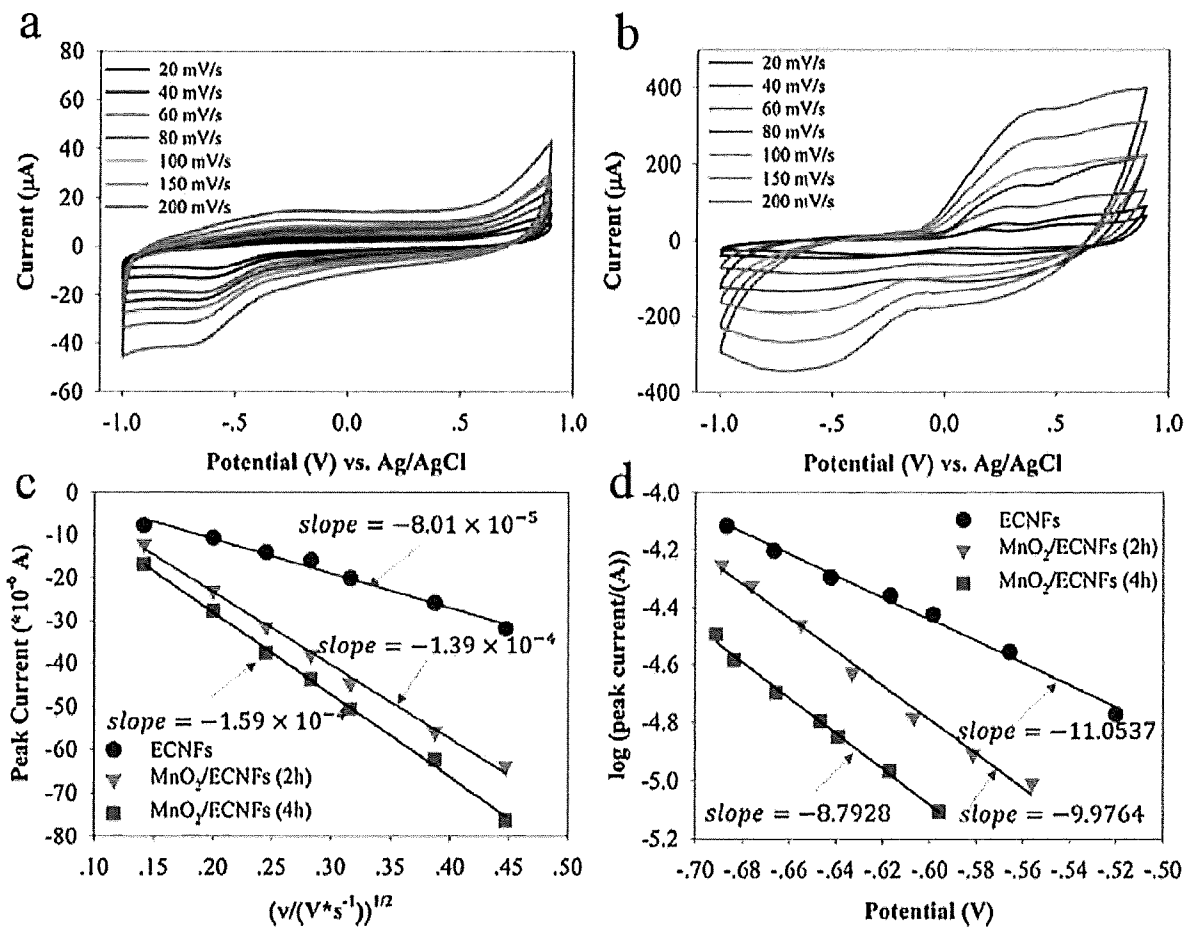 a
80
60
40
20
0
-20
-40
-60
Current (μA)
20 mV/s
40 mV/s
60 mV/s
80 mV/s
100 mV/s
150 mV/s
200 mV/s
-1.0 -.5 0.0 .5 1.0
Potential (V) vs. Ag/AgCl
b
400
200
0
-200
-400
Current (μA)
20 mV/s
40 mV/s
60 mV/s
80 mV/s
100 mV/s
150 mV/s
200 mV/s
-1.0 -.5 0.0 .5 1.0
Potential (V) vs. Ag/AgCl
c
0
-10
-20
-30
-40
-50
-60
-70
-80
Peak Current (*10⁻⁶ A)
slope = −8.01 × 10⁻⁵
slope = −1.39 × 10⁻⁴
slope = −1.59 × 10⁻⁴
ECNFs
MnO₂/ECNFs (2h)
MnO₂/ECNFs (4h)
.10 .15 .20 .25 .30 .35 .40 .45 .50
(ν/(V*s⁻¹))¹/²
d
-4.0
-4.2
-4.4
-4.6
-4.8
-5.0
-5.2
log (peak current/(A)
ECNFs
MnO₂/ECNFs (2h)
MnO₂/ECNFs (4h)
slope = −11.0537
slope = −8.7928
slope = −9.9764
-.70 -.68 -.66 -.64 -.62 -.60 -.58 -.56 -.54 -.52 -.50
Potential (V)